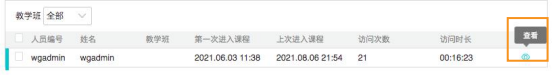 教学班 全部
人员编号 姓名 教学班 第一次进入课程 上次进入课程 访问次数 访问时长 查看
wgadmin wgadmin 2021.06.03 11:38 2021.08.06 21:54 21 00:16:23